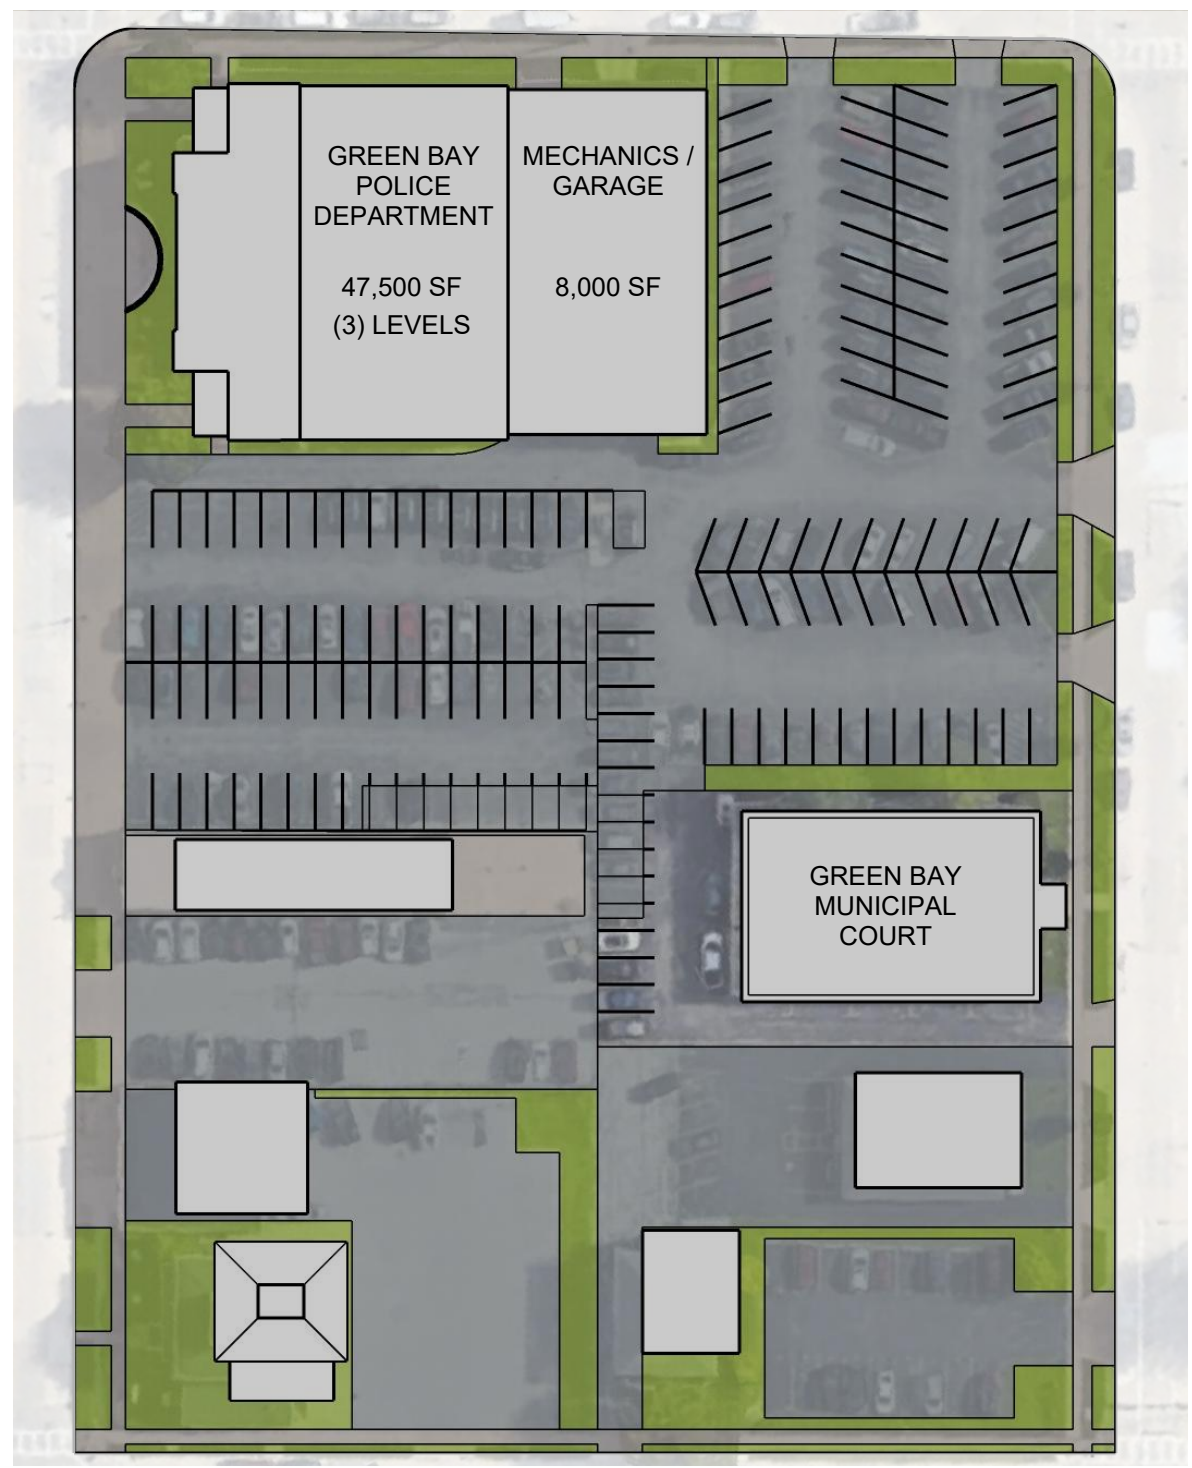 GREEN BAY
POLICE
DEPARTMENT
47,500 SF
(3) LEVELS
MECHANICS /
GARAGE
8,000 SF
GREEN BAY
MUNICIPAL
COURT